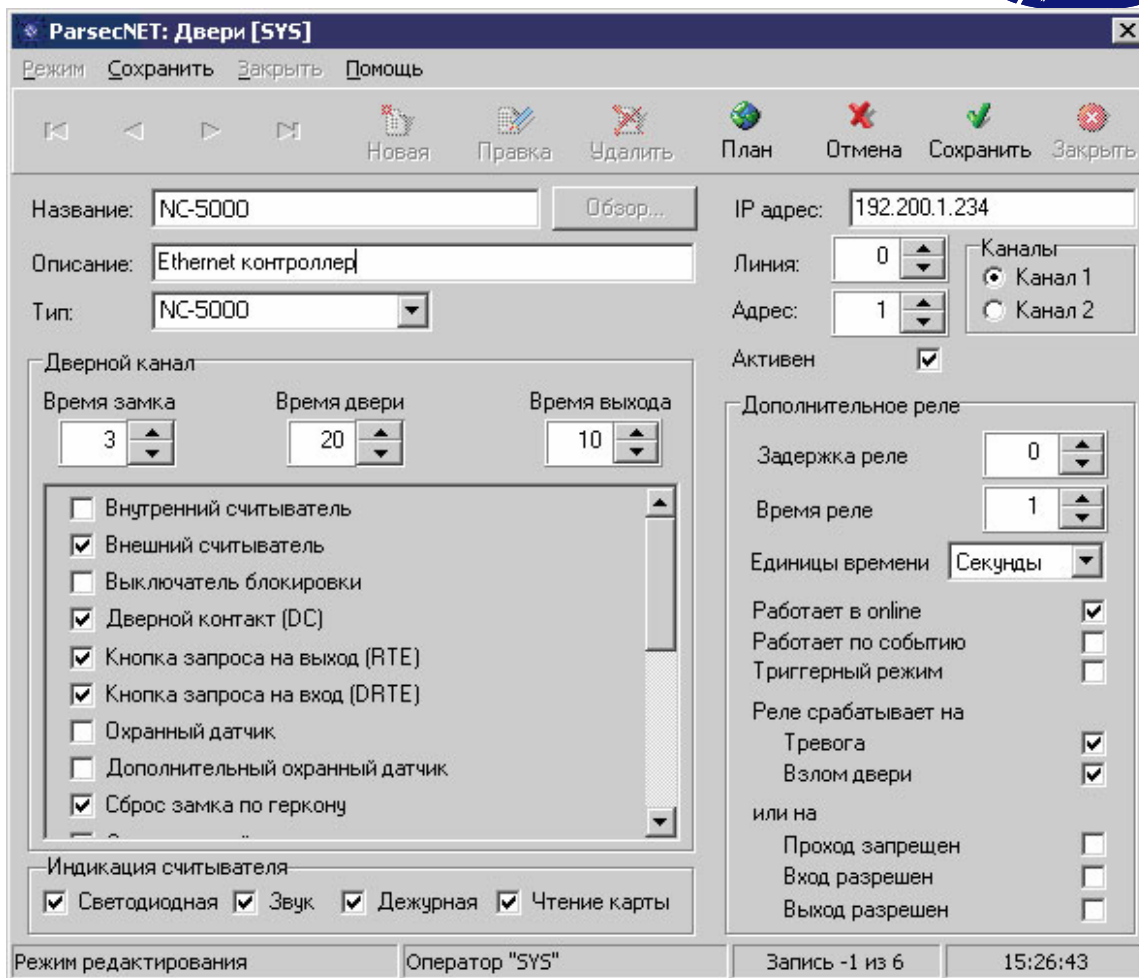 ParsecNET: Двери [SYS]
Режим Сохранить Закрыть Помощь
Новая Правка Удалить План Отмена Сохранить Закрыть
Название: NC-5000 Обзор... IP адрес: 192.200.1.234
Описание: Ethernet контроллер Линия: 0 Каналы
Канал 1
Тип: NC-5000 Адрес: 1 Канал 2
Активен
Дверной канал
Время замка Время двери Время выхода
3 20 10
Внутренний считыватель
Внешний считыватель
Выключатель блокировки
Дверной контакт (DC)
Кнопка запроса на выход (RTE)
Кнопка запроса на вход (DRTE)
Охранный датчик
Дополнительный охранный датчик
Сброс замка по геркону
Индикация считывателя
Светодиодная Звук Дежурная Чтение карты
Дополнительное реле
Задержка реле 0
Время реле 1
Единицы времени Секунды
Работает в online
Работает по событию
Триггерный режим
Реле срабатывает на
Тревога
Взлом двери
или на
Проход запрещен
Вход разрешен
Выход разрешен
Режим редактирования Оператор "SYS" Запись -1 из 6 15:26:43